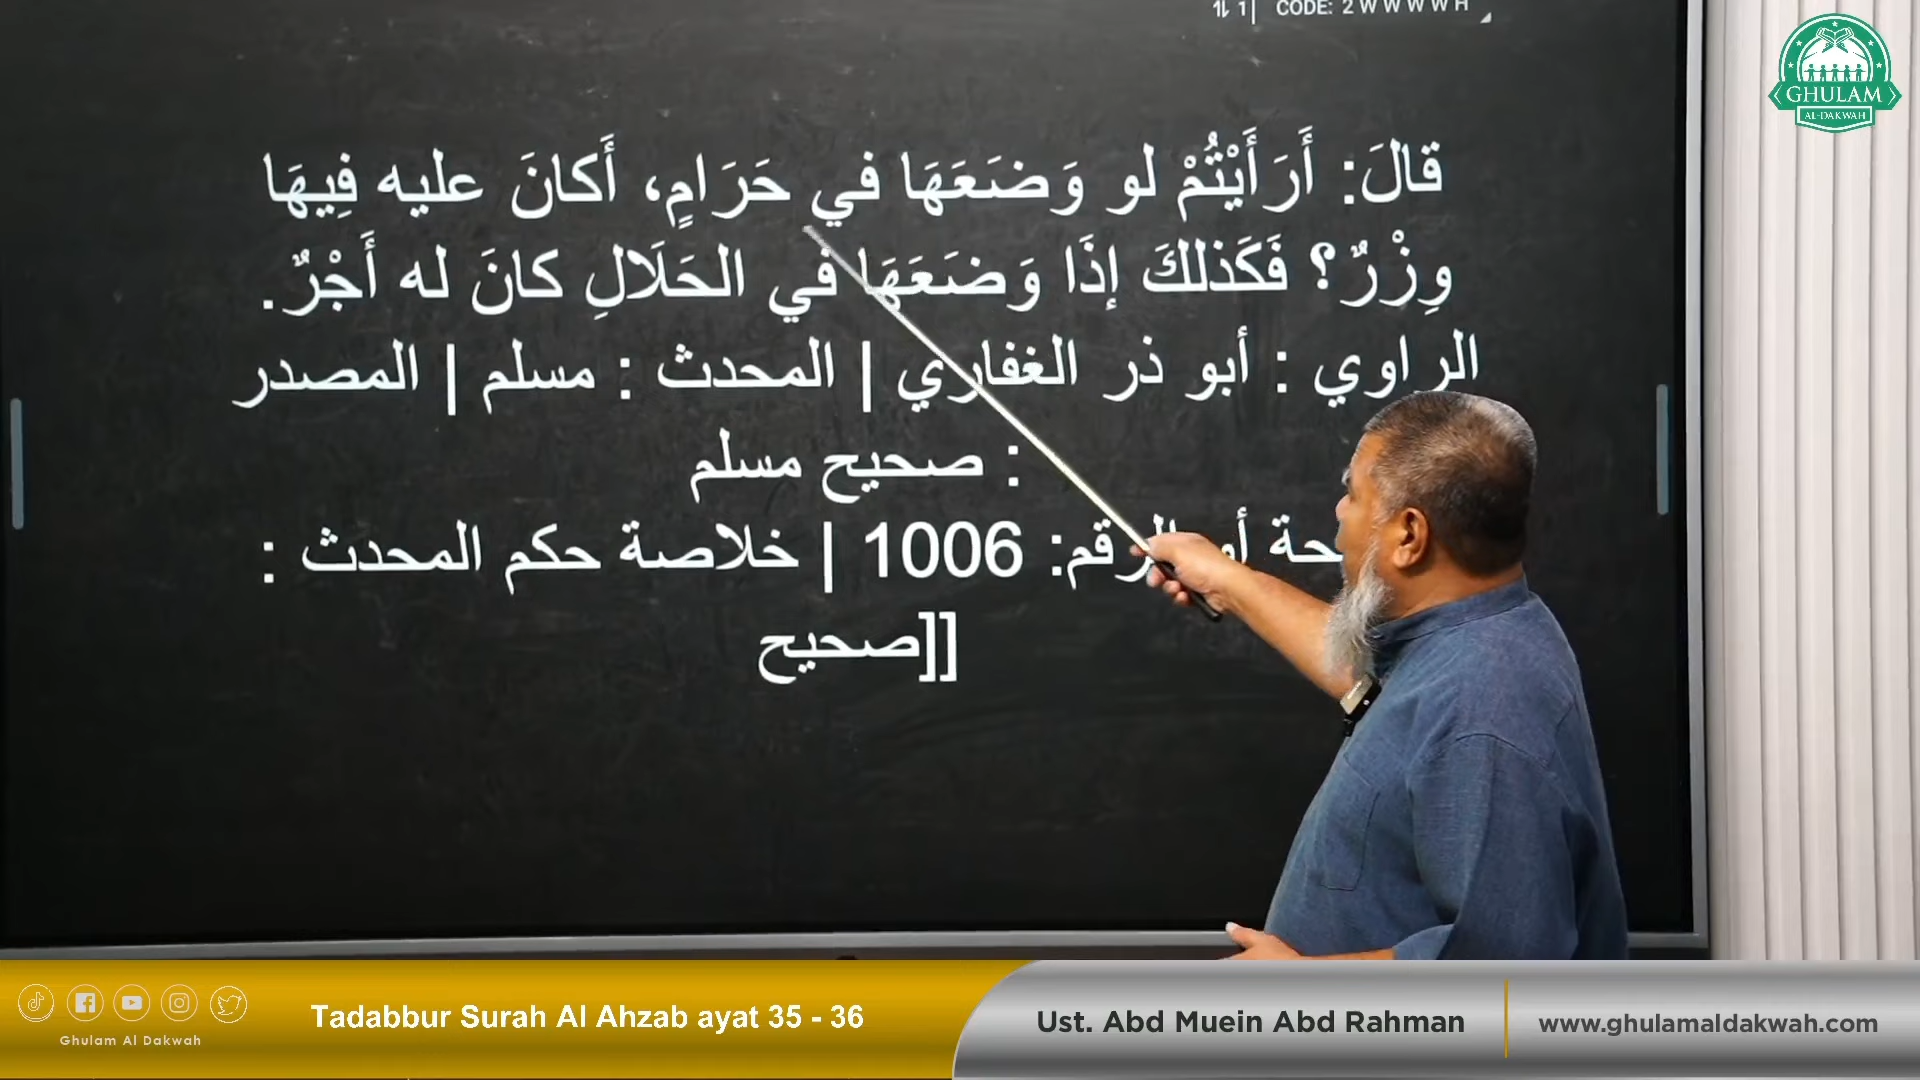 CODE: 2 W W W W H
GHULAM
AL-DAKWAH
قالَ: أَرَأَيْتُمْ لو وَضَعَهَا في حَرَامٍ، أَكانَ عليه فِيهَا
وِزْرٌ؟ فَكَذلكَ إذَا وَضَعَهَا في الحَلَالِ كانَ له أَجْرٌ.
الراوي : أبو ذر الغفاري | المحدث : مسلم | المصدر
: صحيح مسلم
1006 | خلاصة حكم المحدث :
[[صحيح
Ghulam Al Dakwah
Tadabbur Surah Al Ahzab ayat 35 - 36
Ust. Abd Muein Abd Rahman
www.ghulamaldakwah.com